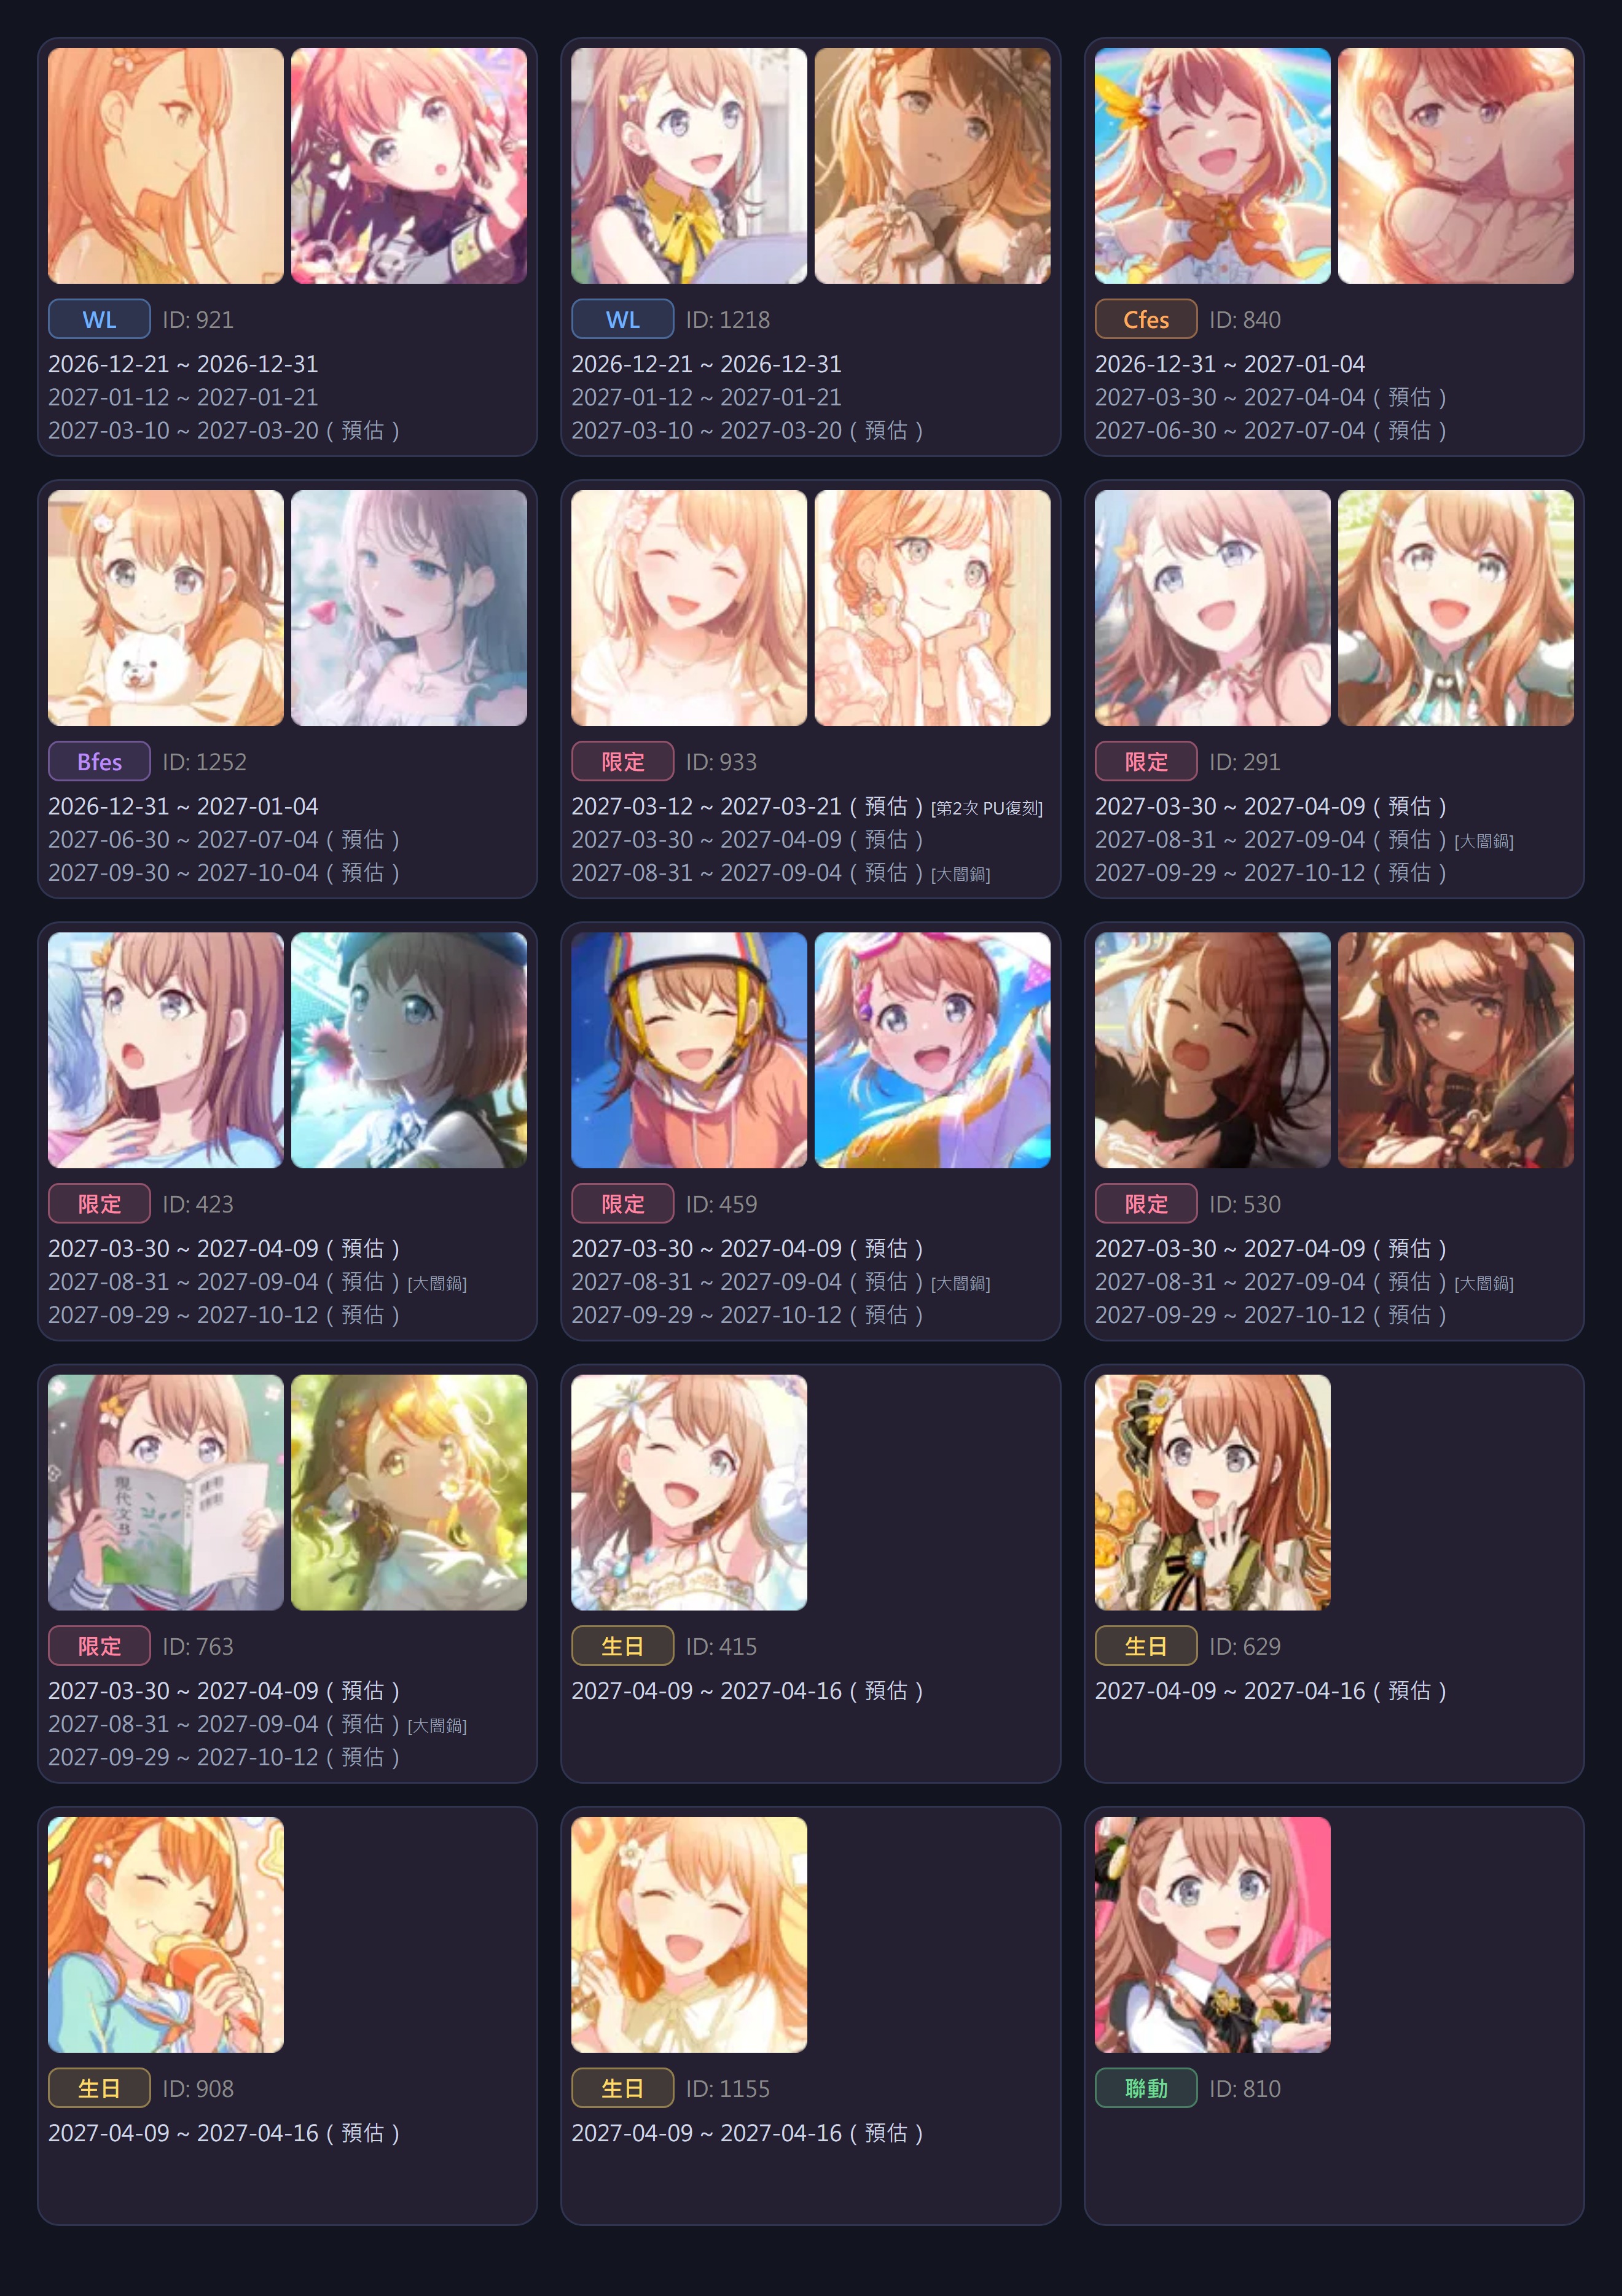 WL ID: 921
2026-12-21 ~ 2026-12-31
2027-01-12 ~ 2027-01-21
2027-03-10 ~ 2027-03-20 ( 預估 )
WL ID: 1218
2026-12-21 ~ 2026-12-31
2027-01-12 ~ 2027-01-21
2027-03-10 ~ 2027-03-20 ( 預估 )
Cfes ID: 840
2026-12-31 ~ 2027-01-04
2027-03-30 ~ 2027-04-04 ( 預估 )
2027-06-30 ~ 2027-07-04 ( 預估 )
Bfes ID: 1252
2026-12-31 ~ 2027-01-04
2027-06-30 ~ 2027-07-04 ( 預估 )
2027-09-30 ~ 2027-10-04 ( 預估 )
限定 ID: 933
2027-03-12 ~ 2027-03-21 ( 預估 ) [第2次 PU復刻]
2027-03-30 ~ 2027-04-09 ( 預估 )
2027-08-31 ~ 2027-09-04 ( 預估 ) [大闇鍋]
限定 ID: 291
2027-03-30 ~ 2027-04-09 ( 預估 )
2027-08-31 ~ 2027-09-04 ( 預估 ) [大闇鍋]
2027-09-29 ~ 2027-10-12 ( 預估 )
限定 ID: 423
2027-03-30 ~ 2027-04-09 ( 預估 )
2027-08-31 ~ 2027-09-04 ( 預估 ) [大闇鍋]
2027-09-29 ~ 2027-10-12 ( 預估 )
限定 ID: 459
2027-03-30 ~ 2027-04-09 ( 預估 )
2027-08-31 ~ 2027-09-04 ( 預估 ) [大闇鍋]
2027-09-29 ~ 2027-10-12 ( 預估 )
限定 ID: 530
2027-03-30 ~ 2027-04-09 ( 預估 )
2027-08-31 ~ 2027-09-04 ( 預估 ) [大闇鍋]
2027-09-29 ~ 2027-10-12 ( 預估 )
現代文B
限定 ID: 763
2027-03-30 ~ 2027-04-09 ( 預估 )
2027-08-31 ~ 2027-09-04 ( 預估 ) [大闇鍋]
2027-09-29 ~ 2027-10-12 ( 預估 )
生日 ID: 415
2027-04-09 ~ 2027-04-16 ( 預估 )
生日 ID: 629
2027-04-09 ~ 2027-04-16 ( 預估 )
生日 ID: 908
2027-04-09 ~ 2027-04-16 ( 預估 )
生日 ID: 1155
2027-04-09 ~ 2027-04-16 ( 預估 )
聯動 ID: 810